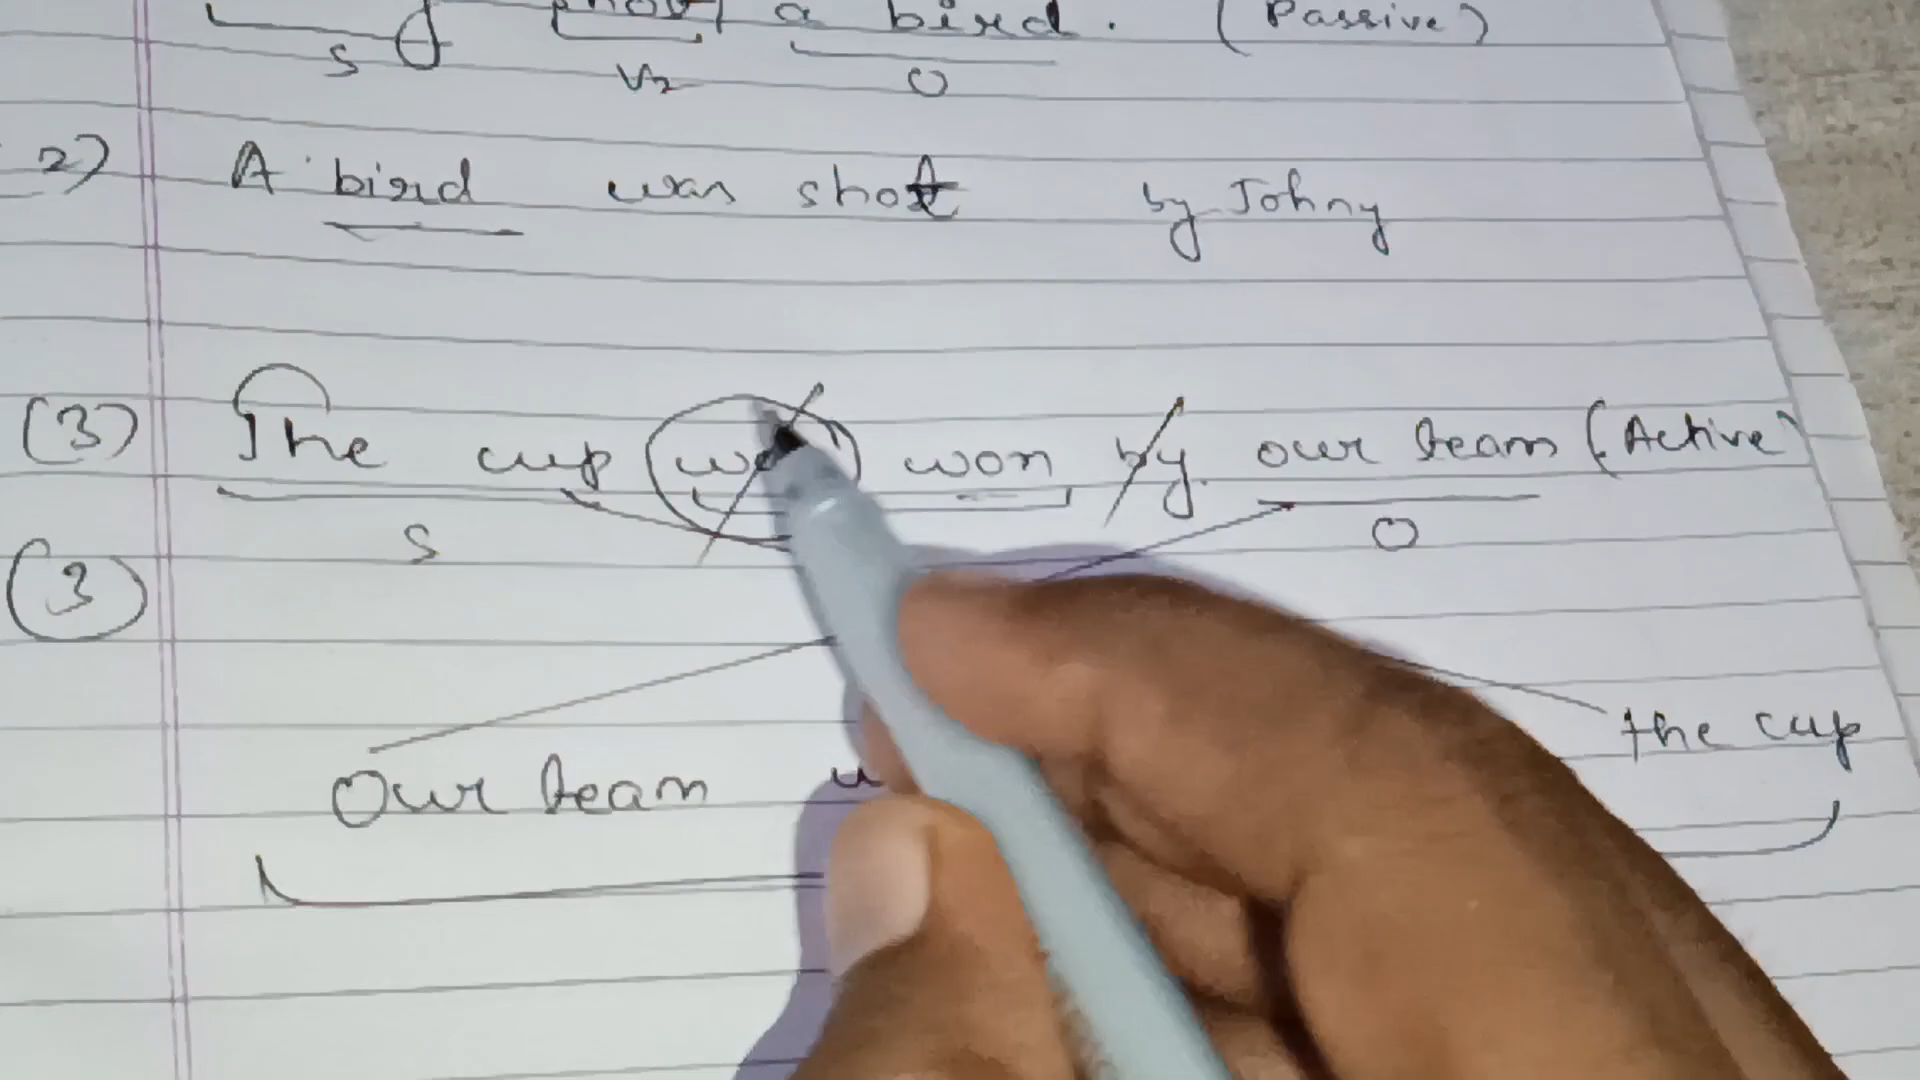 a bird. (Passive)
S V2 O
2) A bird was shot by Johny
(3) The cup won by our team (Active)
S O
(3)
the cup
Our team